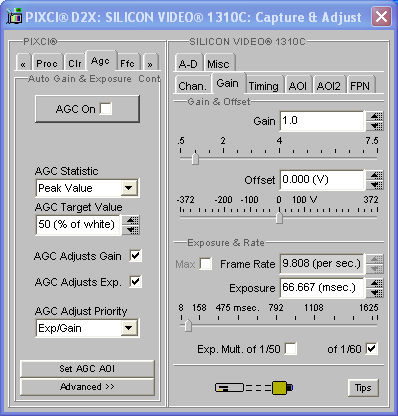 PIXCI® D2X: SILICON VIDEO® 1310C: Capture & Adjust
PIXCI®
« Proc Clr Agc Ffc »
Auto Gain & Exposure Cont
AGC On
AGC Statistic
Peak Value
AGC Target Value
50 (% of white)
AGC Adjusts Gain
AGC Adjusts Exp.
AGC Adjust Priority
Exp/Gain
Set AGC AOI
Advanced >>
SILICON VIDEO® 1310C
A-D Misc
Chan. Gain Timing AOI AOI2 FPN
Gain & Offset
Gain 1.0
.5 2 4 7.5
Offset 0.000 (V)
-372 -200 0 200 372
Exposure & Rate
Max Frame Rate 9.808 (per sec.)
Exposure 66.667 (msec.)
8 158 475 msec. 792 1108 1625
Exp. Mult. of 1/50 of 1/60
Tips